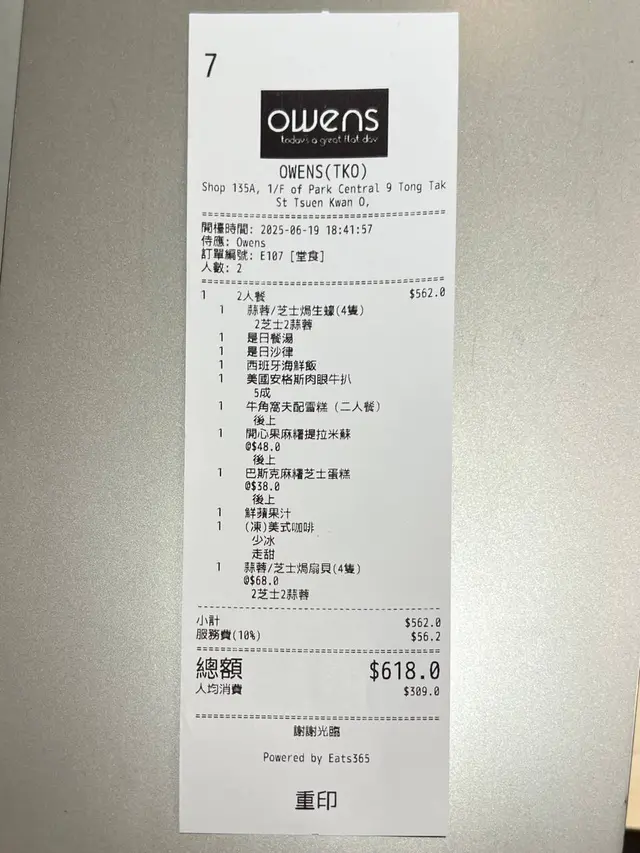 7
owens
today's a great flat day
OWENS(TKO)
Shop 135A, 1/F of Park Central 9 Tong Tak
St Tsuen Kwan O,
開檯時間: 2025-06-19 18:41:57
侍應: Owens
訂單編號: E107 [堂食]
人數: 2
1 2人餐 $562.0
1 蒜蓉/芝士焗生蠔(4隻)
2芝士2蒜蓉
1 是日餐湯
1 是日沙律
1 西班牙海鮮飯
1 美國安格斯肉眼牛扒
5成
1 牛角窩夫配雪糕 (二人餐)
後上
1 開心果麻糬提拉米蘇
@$48.0
後上
1 巴斯克麻糬芝士蛋糕
@$38.0
後上
1 鮮蘋果汁
1 (凍)美式咖啡
少冰
走甜
1 蒜蓉/芝士焗扇貝(4隻)
@$68.0
2芝士2蒜蓉
小計 $562.0
服務費(10%) $56.2
總額 $618.0
人均消費 $309.0
謝謝光臨
Powered by Eats365
重印